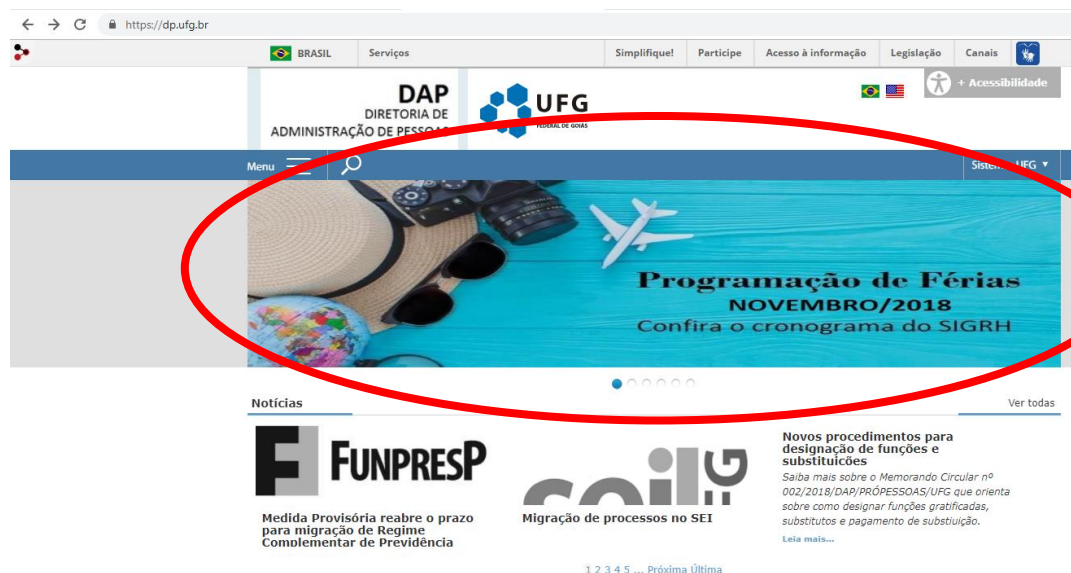 https://dp.ufg.br
BRASIL Serviços Simplifique! Participe Acesso à informação Legislação Canais
DAP
DIRETORIA DE
ADMINISTRAÇÃO DE PESSOAS
UFG
FEDERAL DE GOIÁS
+ Acessibilidade
Menu
UFG
Programação de Férias
NOVEMBRO/2018
Confira o cronograma do SIGRH
Notícias Ver todas
FUNPRESP
Medida Provisória reabre o prazo
para migração de Regime
Complementar de Previdência
Migração de processos no SEI
Novos procedimentos para
designação de funções e
substituicões
Saiba mais sobre o Memorando Circular nº
002/2018/DAP/PRÓPESSOAS/UFG que orienta
sobre como designar funções gratificadas,
substitutos e pagamento de substiuição.
Leia mais...
1 2 3 4 5 ... Próxima Última